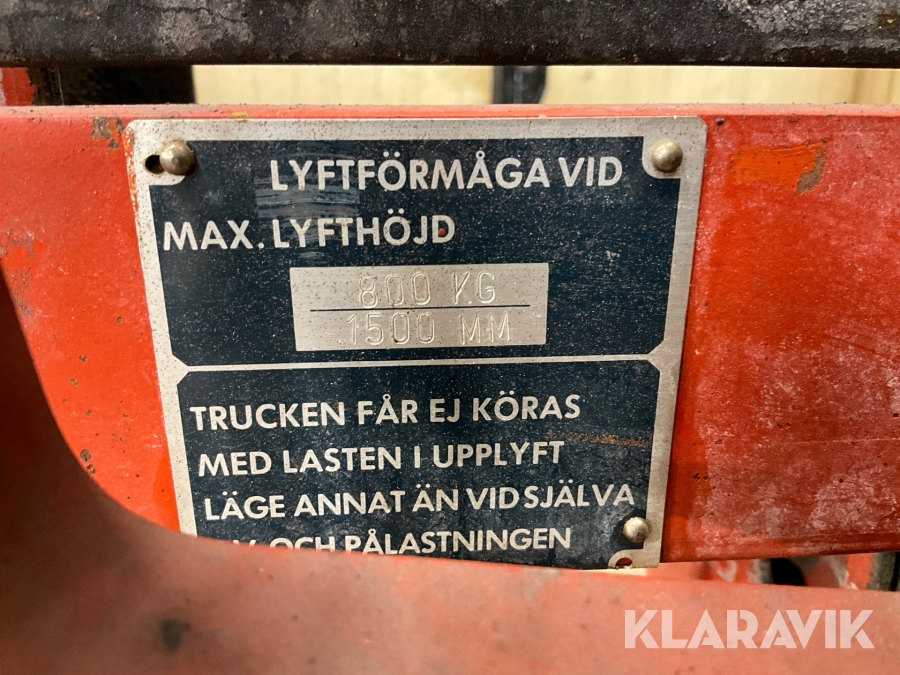 LYFTFÖRMÅGA VID
MAX. LYFTHÖJD
800 KG
1500 MM
TRUCKEN FÅR EJ KÖRAS
MED LASTEN I UPPLYFT
LÄGE ANNAT ÄN VID SJÄLVA
OCH PÅLASTNINGEN
KLARAVIK